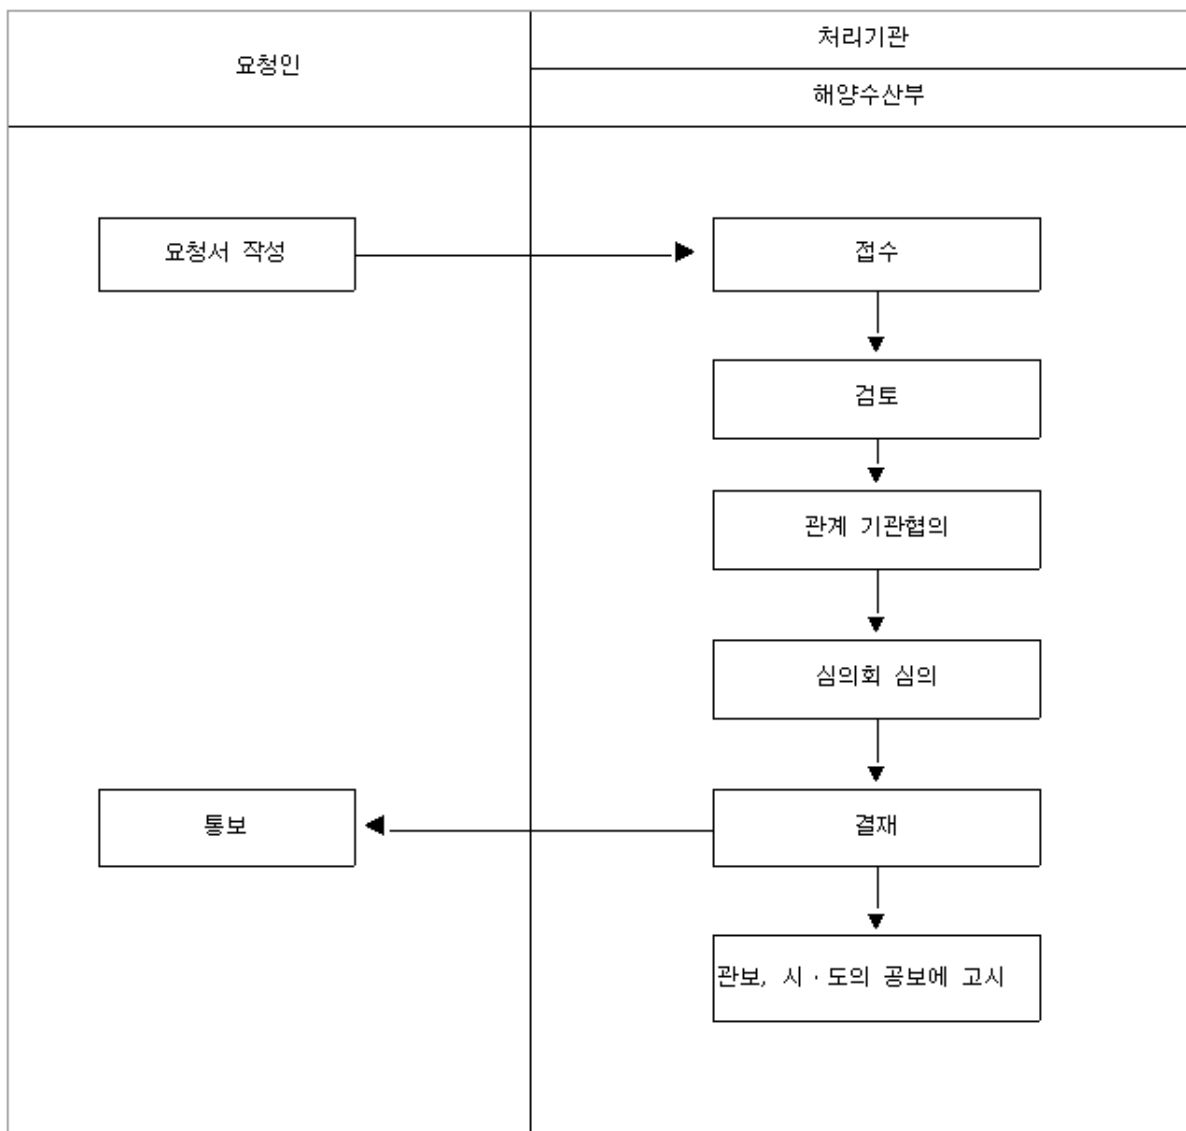 요청인
처리기관
해양수산부
요청서 작성
접수
검토
관계 기관협의
심의회 심의
통보
결재
관보, 시·도의 공보에 고시